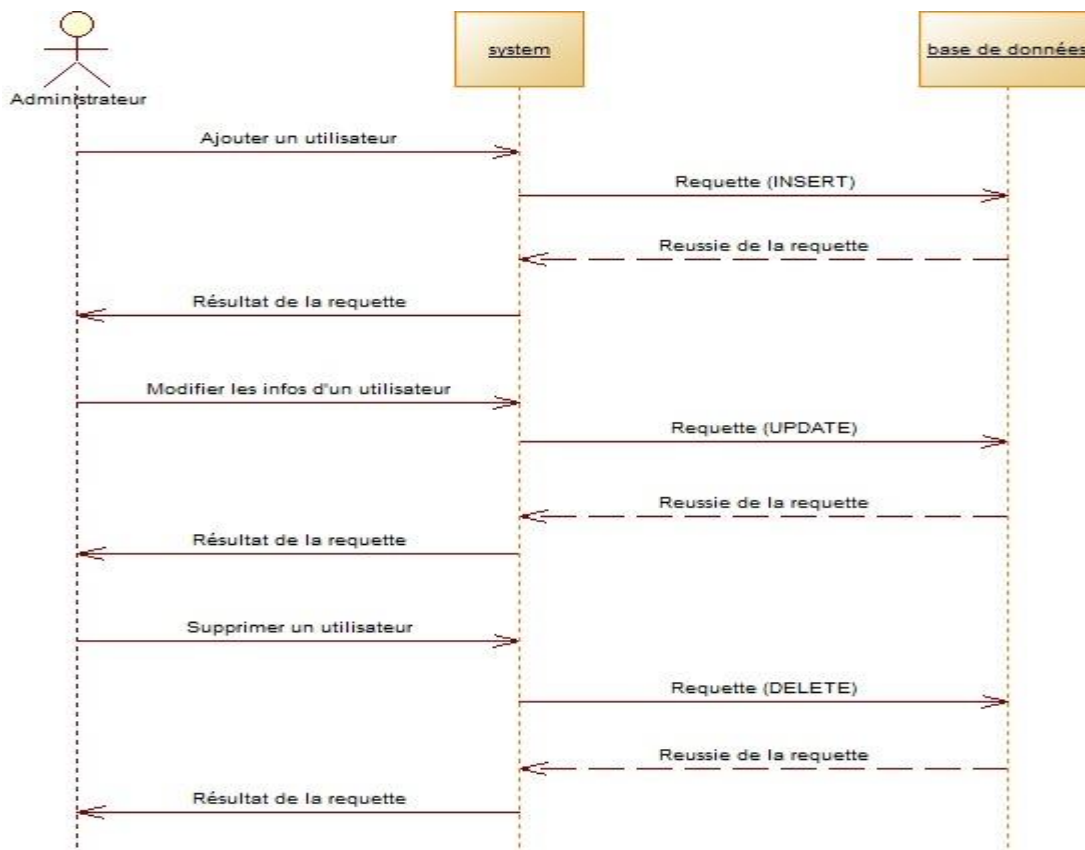 system
base de données
Administrateur
Ajouter un utilisateur
Requette (INSERT)
Reussie de la requette
Résultat de la requette
Modifier les infos d'un utilisateur
Requette (UPDATE)
Reussie de la requette
Résultat de la requette
Supprimer un utilisateur
Requette (DELETE)
Reussie de la requette
Résultat de la requette